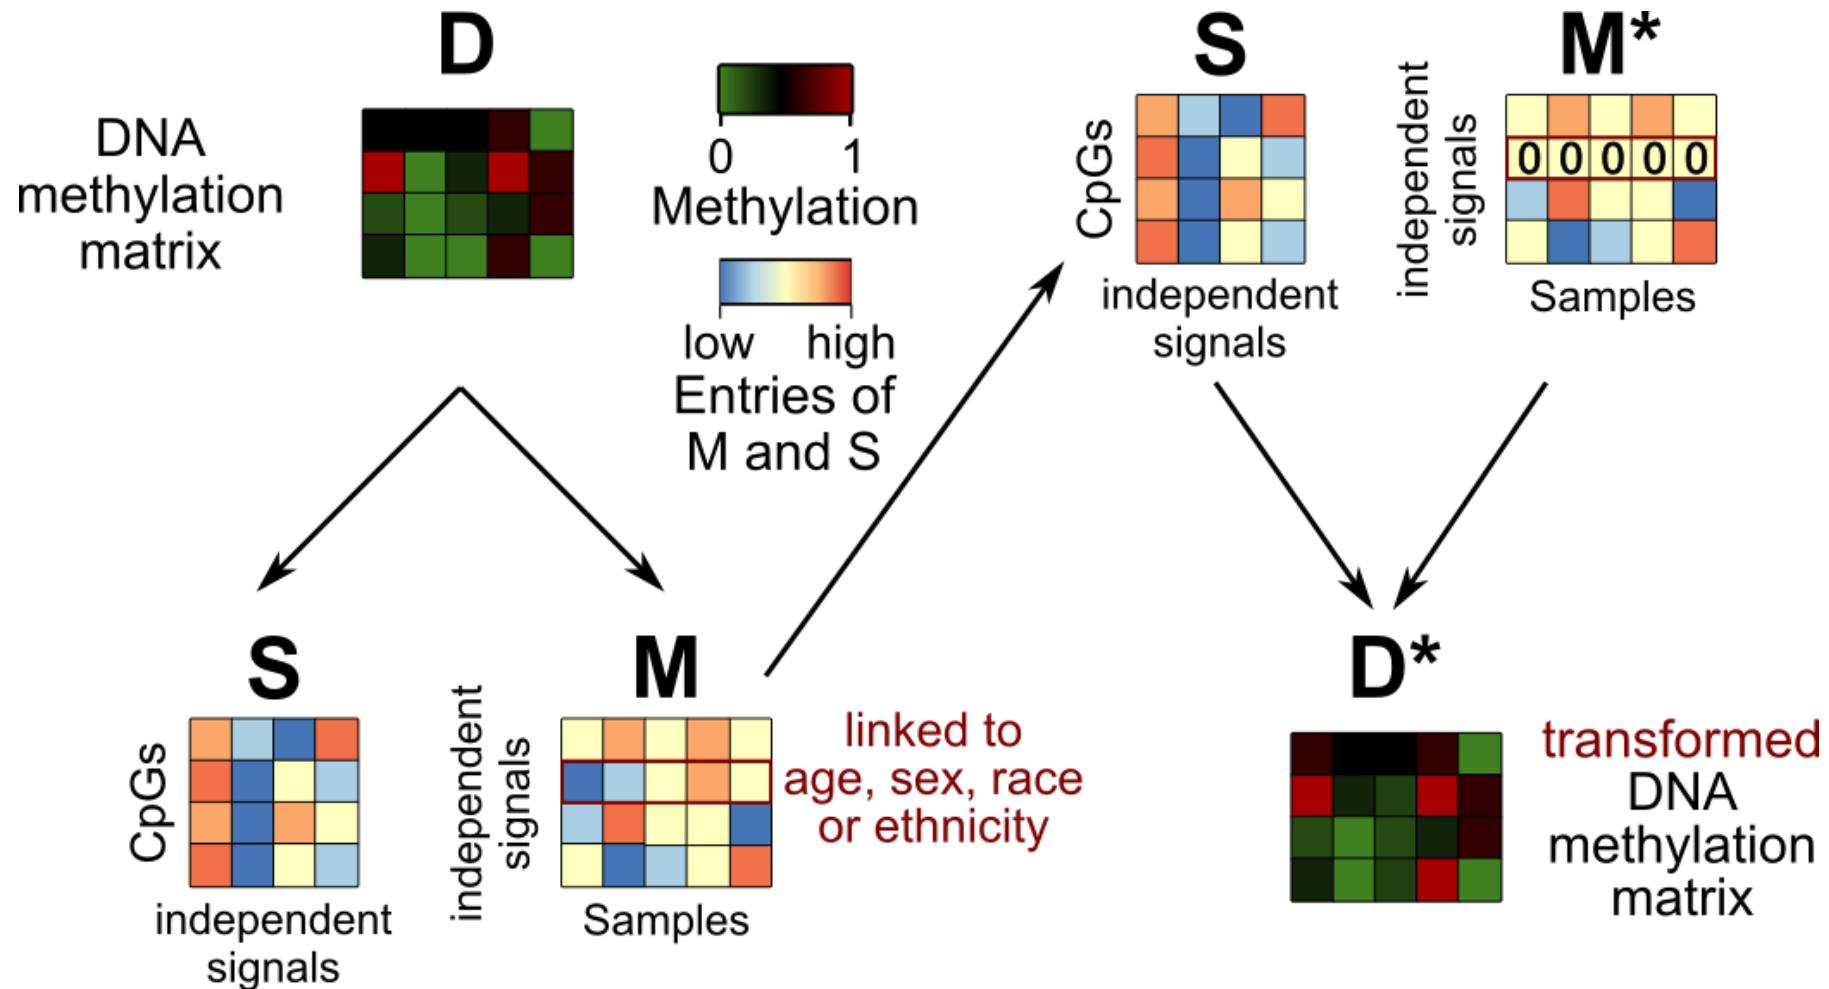 D
DNA
methylation
matrix
0 1
Methylation
low high
Entries of
M and S
S
CpGs
independent
signals
M*
independent
signals
0 0 0 0 0
Samples
S
CpGs
independent
signals
M
independent
signals
Samples
linked to
age, sex, race
or ethnicity
D*
transformed
DNA
methylation
matrix